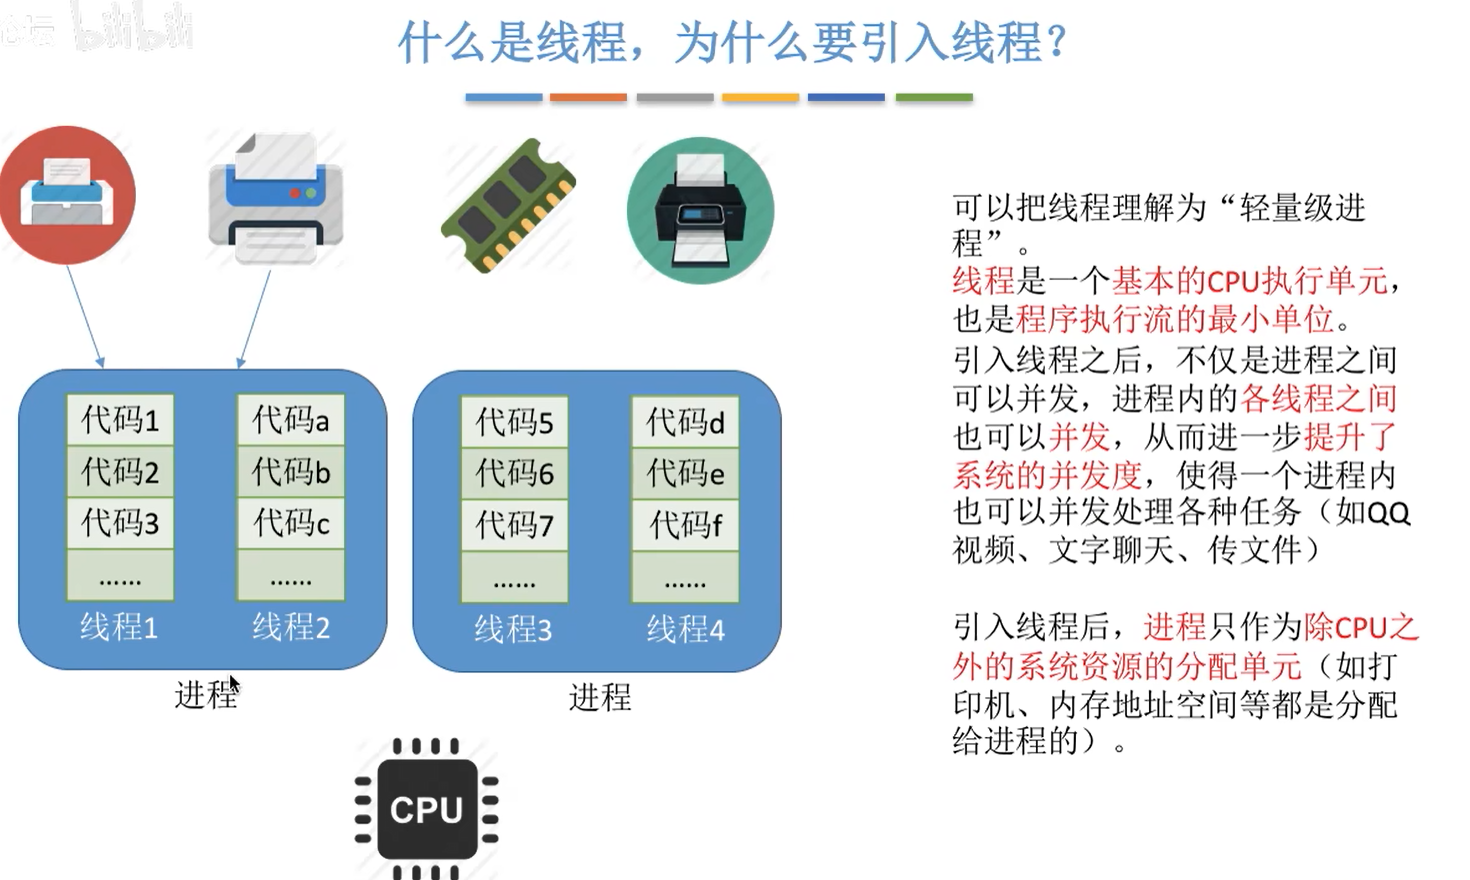 论坛 bilibili
什么是线程，为什么要引入线程？
可以把线程理解为“轻量级进
程”。
线程是一个基本的CPU执行单元，
也是程序执行流的最小单位。
引入线程之后，不仅是进程之间
可以并发，进程内的各线程之间
也可以并发，从而进一步提升了
系统的并发度，使得一个进程内
也可以并发处理各种任务（如QQ
视频、文字聊天、传文件）
引入线程后，进程只作为除CPU之
外的系统资源的分配单元（如打
印机、内存地址空间等都是分配
给进程的）。
代码1
代码2
代码3
......
线程1
代码a
代码b
代码c
......
线程2
进程
代码5
代码6
代码7
......
线程3
代码d
代码e
代码f
......
线程4
进程
CPU